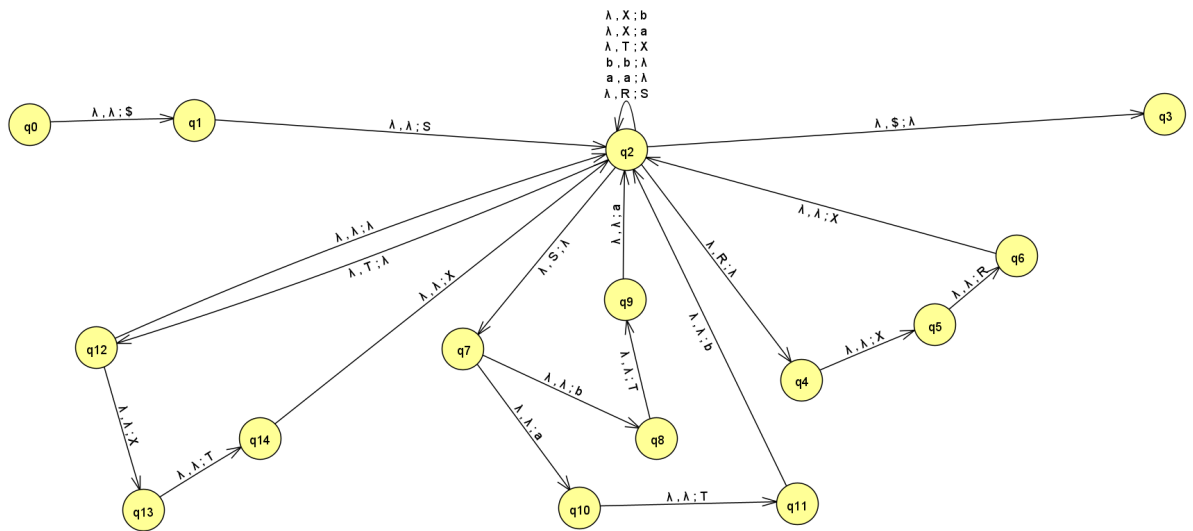 λ , X ; b
λ , X ; a
λ , T ; X
b , b ; λ
a , a ; λ
λ , R ; S
q0
λ , λ ; $
q1
λ , λ ; S
q2
λ , $ ; λ
q3
λ , λ ; λ
λ , T ; λ
λ , λ ; X
λ , S ; λ
λ , λ ; a
λ , R ; λ
λ , λ ; X
q6
λ , λ ; R
q5
q9
λ , λ ; b
λ , λ ; X
q12
q7
λ , λ ; T
q4
λ , λ ; b
λ , λ ; X
λ , λ ; a
q14
q8
λ , λ ; T
q13
q10
λ , λ ; T
q11